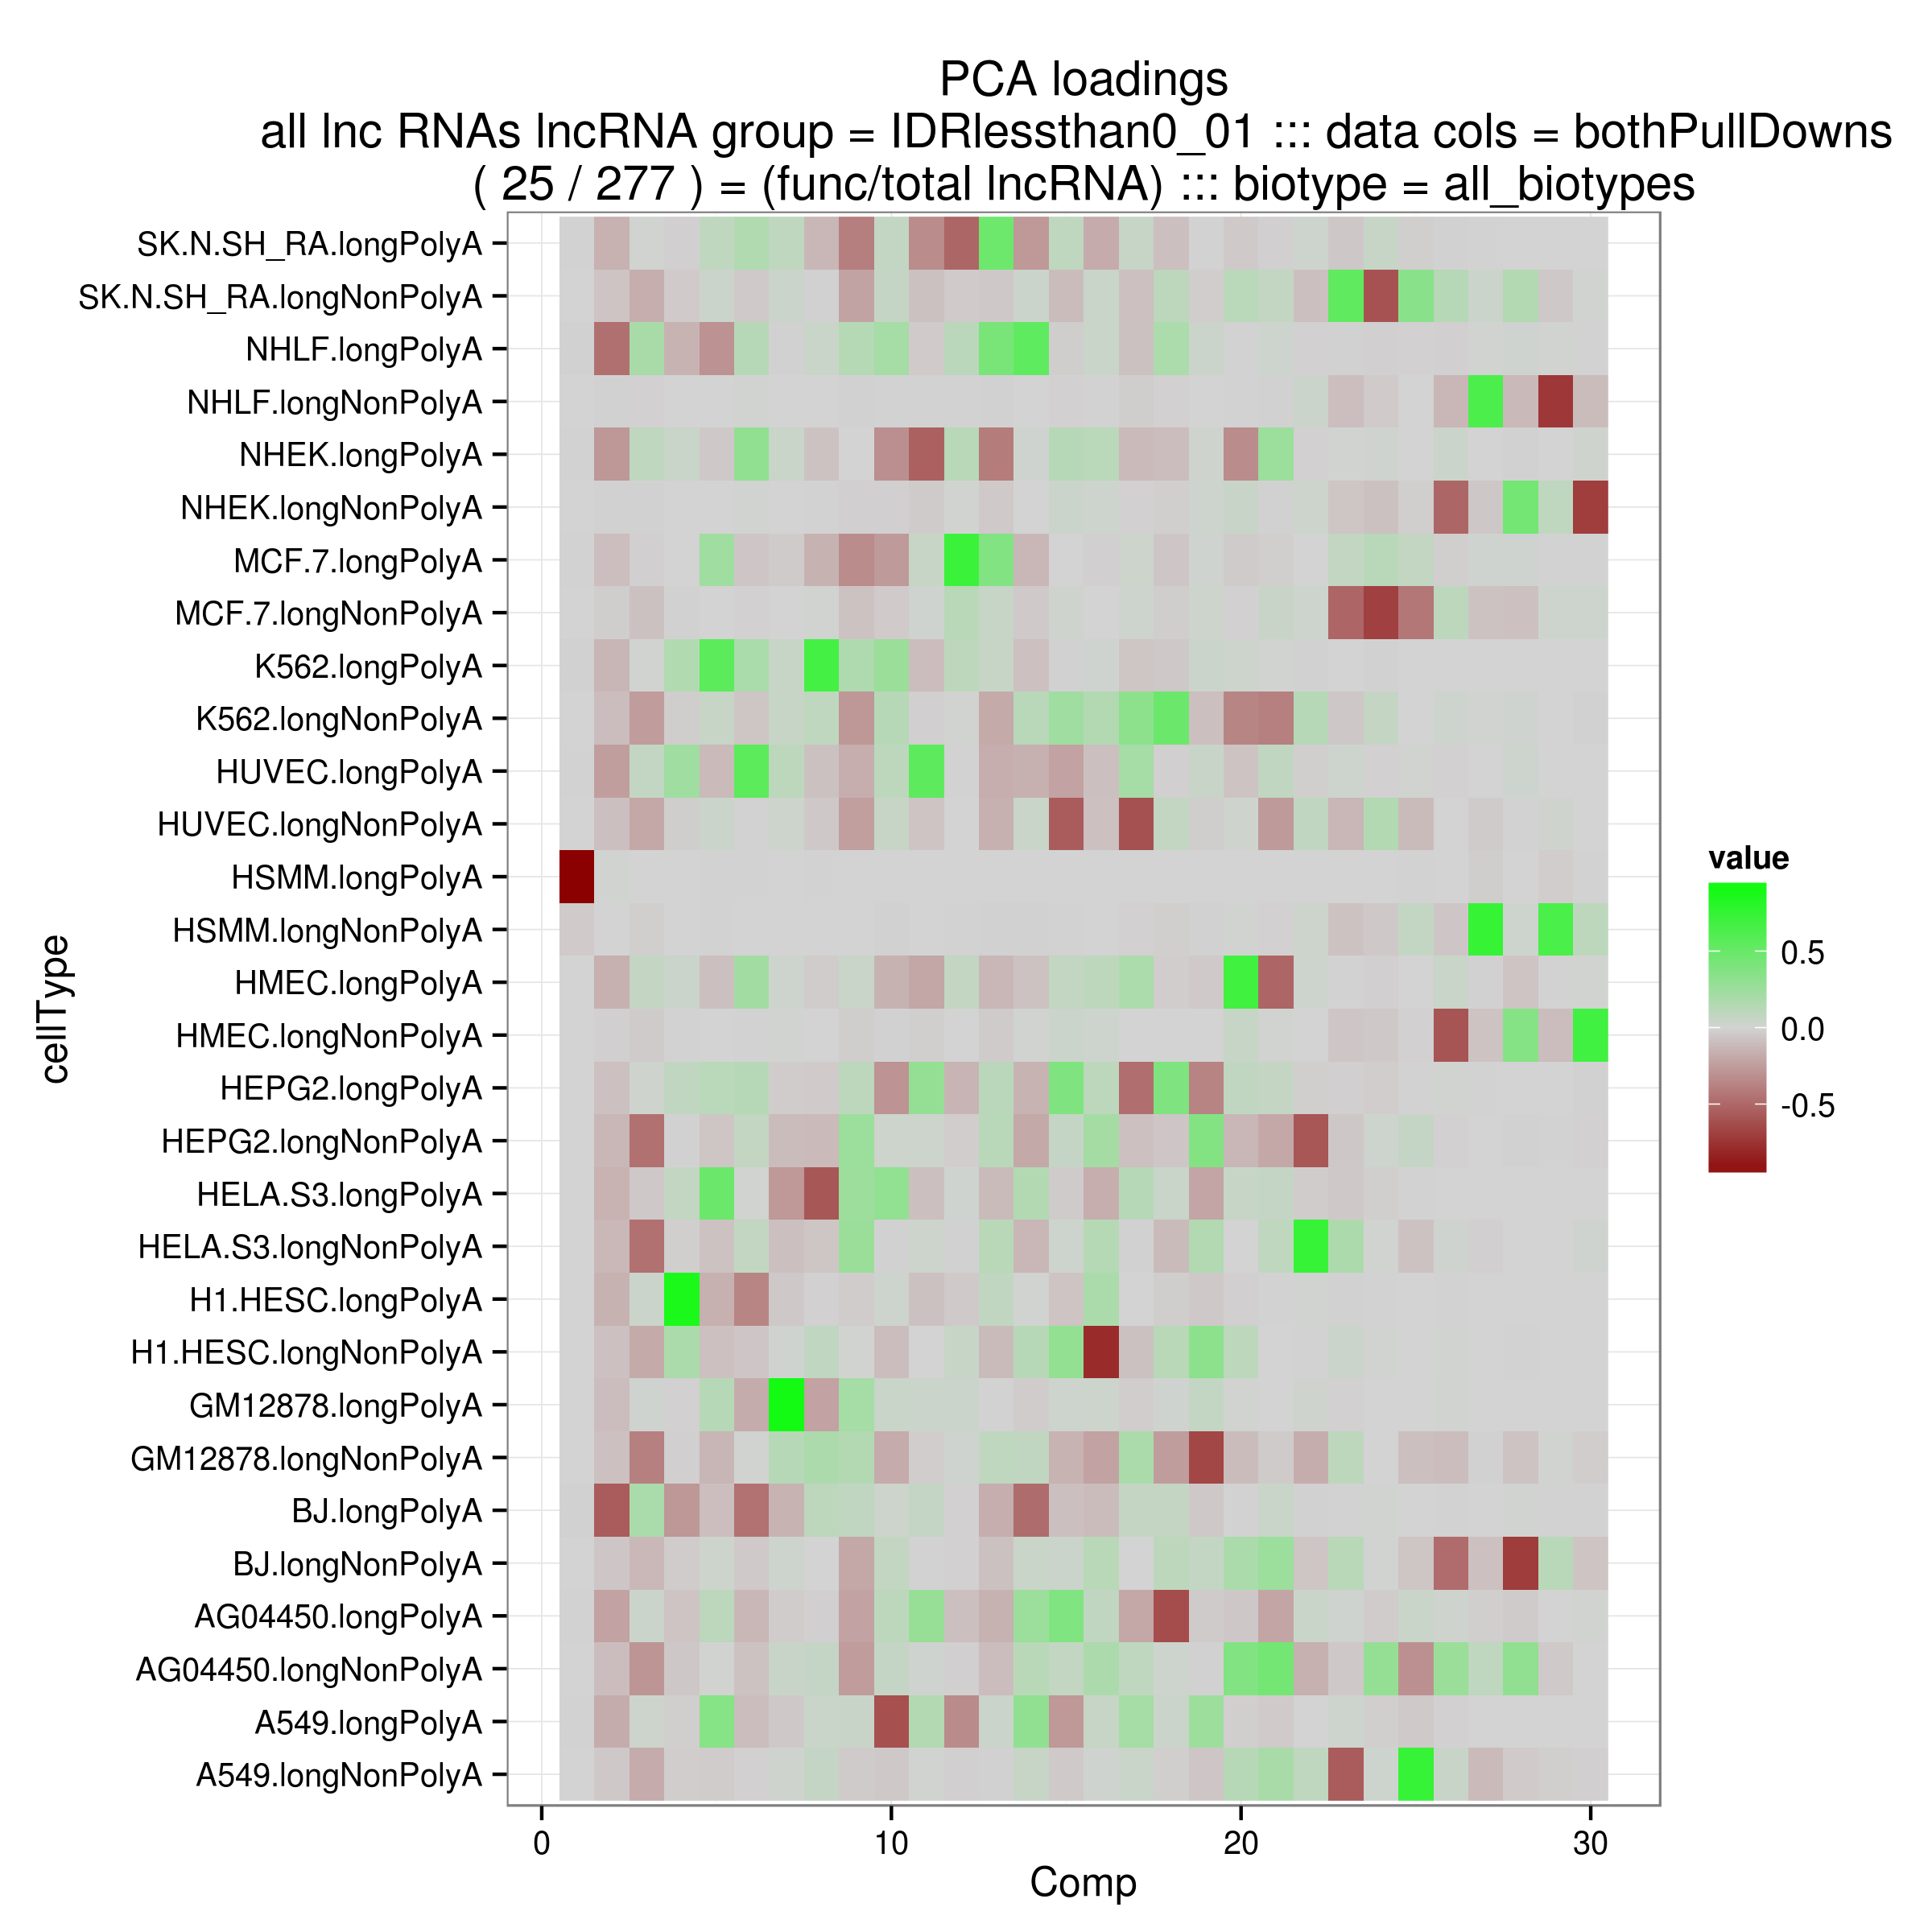 PCA loadings
all lnc RNAs lncRNA group = IDRlessthan0_01 ::: data cols = bothPullDowns
( 25 / 277 ) = (func/total lncRNA) ::: biotype = all_biotypes
SK.N.SH_RA.longPolyA
SK.N.SH_RA.longNonPolyA
NHLF.longPolyA
NHLF.longNonPolyA
NHEK.longPolyA
NHEK.longNonPolyA
MCF.7.longPolyA
MCF.7.longNonPolyA
K562.longPolyA
K562.longNonPolyA
HUVEC.longPolyA
HUVEC.longNonPolyA
HSMM.longPolyA
HSMM.longNonPolyA
HMEC.longPolyA
HMEC.longNonPolyA
HEPG2.longPolyA
HEPG2.longNonPolyA
HELA.S3.longPolyA
HELA.S3.longNonPolyA
H1.HESC.longPolyA
H1.HESC.longNonPolyA
GM12878.longPolyA
GM12878.longNonPolyA
BJ.longPolyA
BJ.longNonPolyA
AG04450.longPolyA
AG04450.longNonPolyA
A549.longPolyA
A549.longNonPolyA
cellType
0 10 20 30
Comp
value
0.5
0.0
-0.5